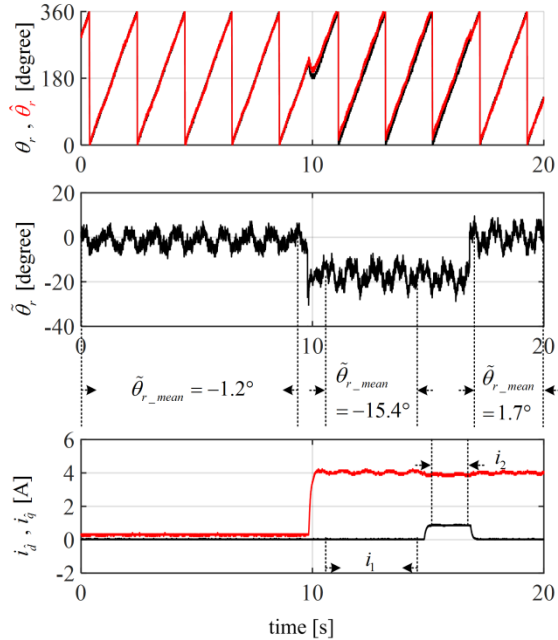 360
180
0
θr , θ̂r [degree]
0 10 20
20
0
-20
-40
θ̃r [degree]
0 10 20
θ̃r_mean = −1.2°
θ̃r_mean
= −15.4°
θ̃r_mean
= 1.7°
6
4
2
0
-2
id̂ , iq̂ [A]
i2
i1
0 10 20
time [s]